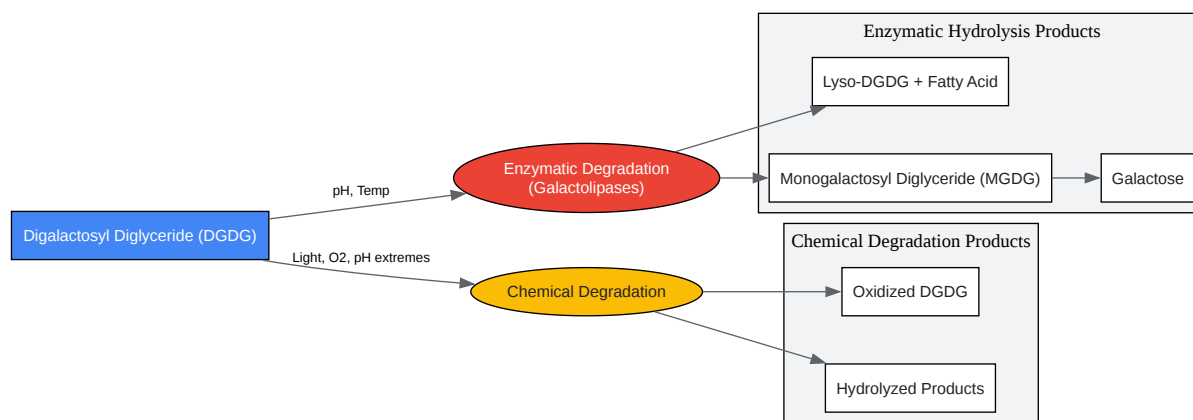 Enzymatic Hydrolysis Products
Lyso-DGDG + Fatty Acid
Enzymatic Degradation
(Galactolipases)
Monogalactosyl Diglyceride (MGDG)
Galactose
pH, Temp
Digalactosyl Diglyceride (DGDG)
Light, O2, pH extremes
Chemical Degradation Products
Chemical Degradation
Oxidized DGDG
Hydrolyzed Products